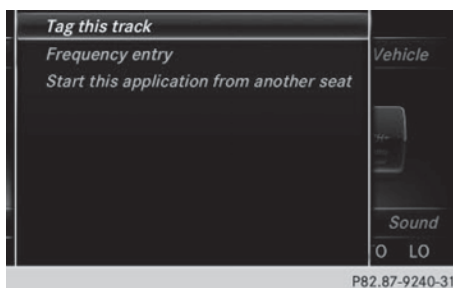 Tag this track
Frequency entry
Vehicle
Start this application from another seat
Sound
LO
P82.87-9240-31